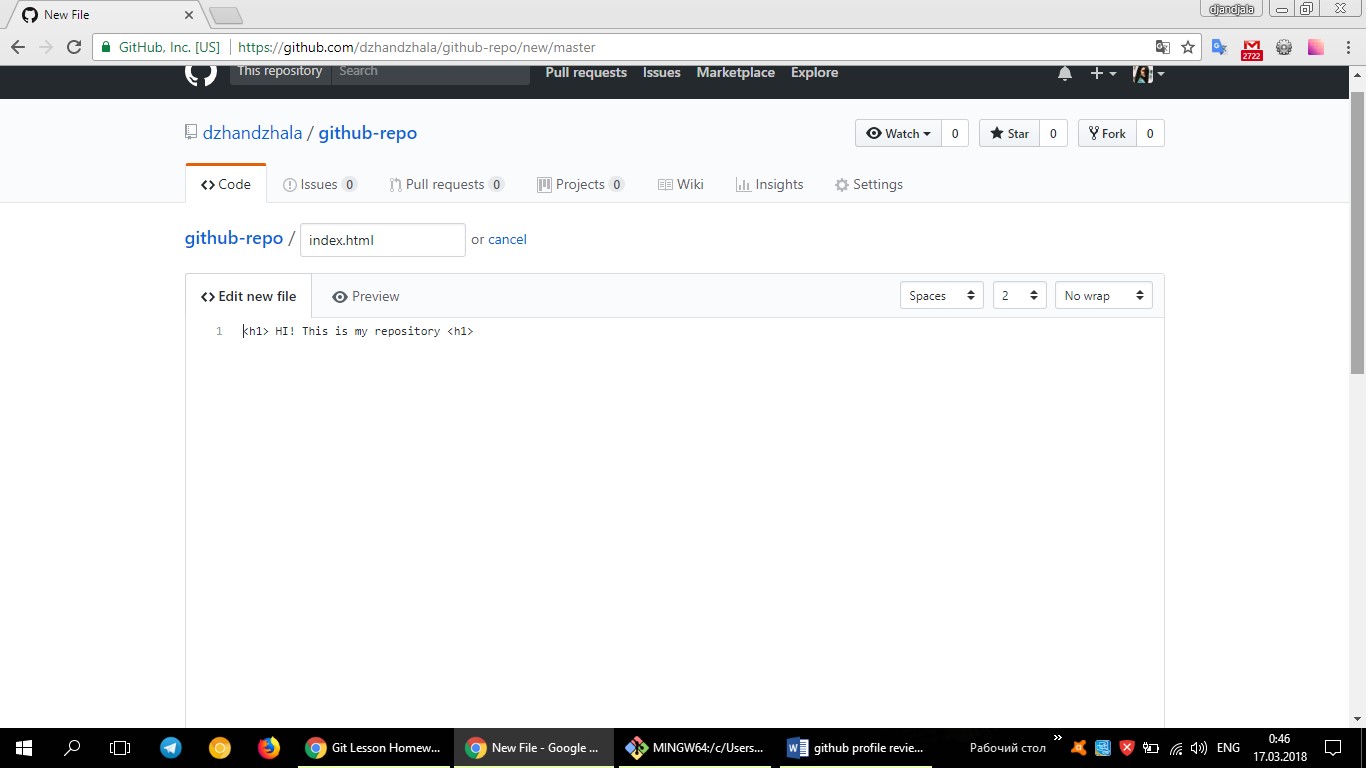 New File
djandjala
GitHub, Inc. [US] https://github.com/dzhandzhala/github-repo/new/master
2722
This repository Search Pull requests Issues Marketplace Explore
dzhandzhala / github-repo
Watch 0 Star 0 Fork 0
Code Issues 0 Pull requests 0 Projects 0 Wiki Insights Settings
github-repo / index.html or cancel
Edit new file Preview Spaces 2 No wrap
1 <h1> HI! This is my repository <h1>
Git Lesson Homew... New File - Google ... MINGW64:/c/Users... github profile revie... Рабочий стол ENG
0:46
17.03.2018